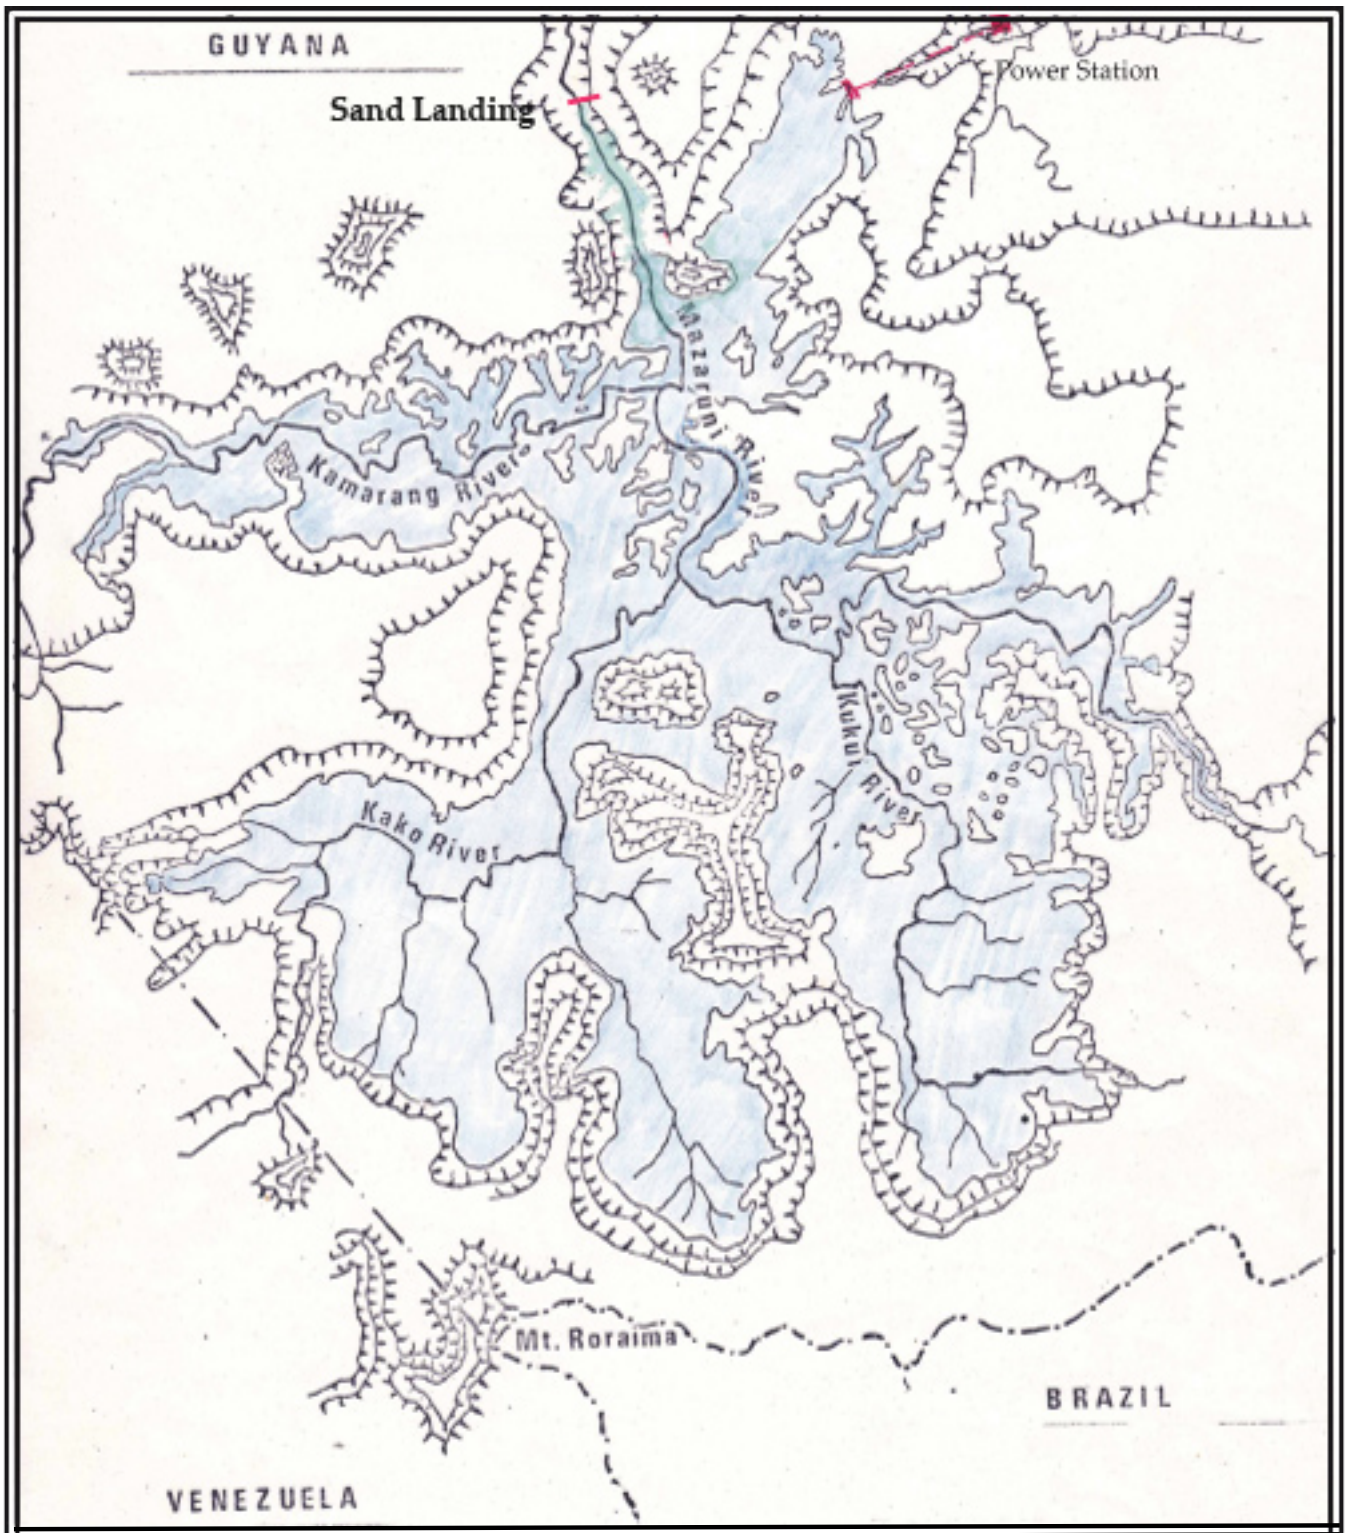 GUYANA
Power Station
Sand Landing
Mazaruni River
Kamarang River
Kukui River
Kako River
Mt. Roraima
BRAZIL
VENEZUELA